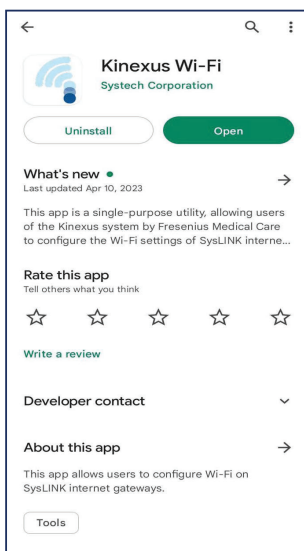 Kinexus Wi-Fi
Systech Corporation
Uninstall
Open
What's new
Last updated Apr 10, 2023
This app is a single-purpose utility, allowing users
of the Kinexus system by Fresenius Medical Care
to configure the Wi-Fi settings of SysLINK interne...
Rate this app
Tell others what you think
Write a review
Developer contact
About this app
This app allows users to configure Wi-Fi on
SysLINK internet gateways.
Tools